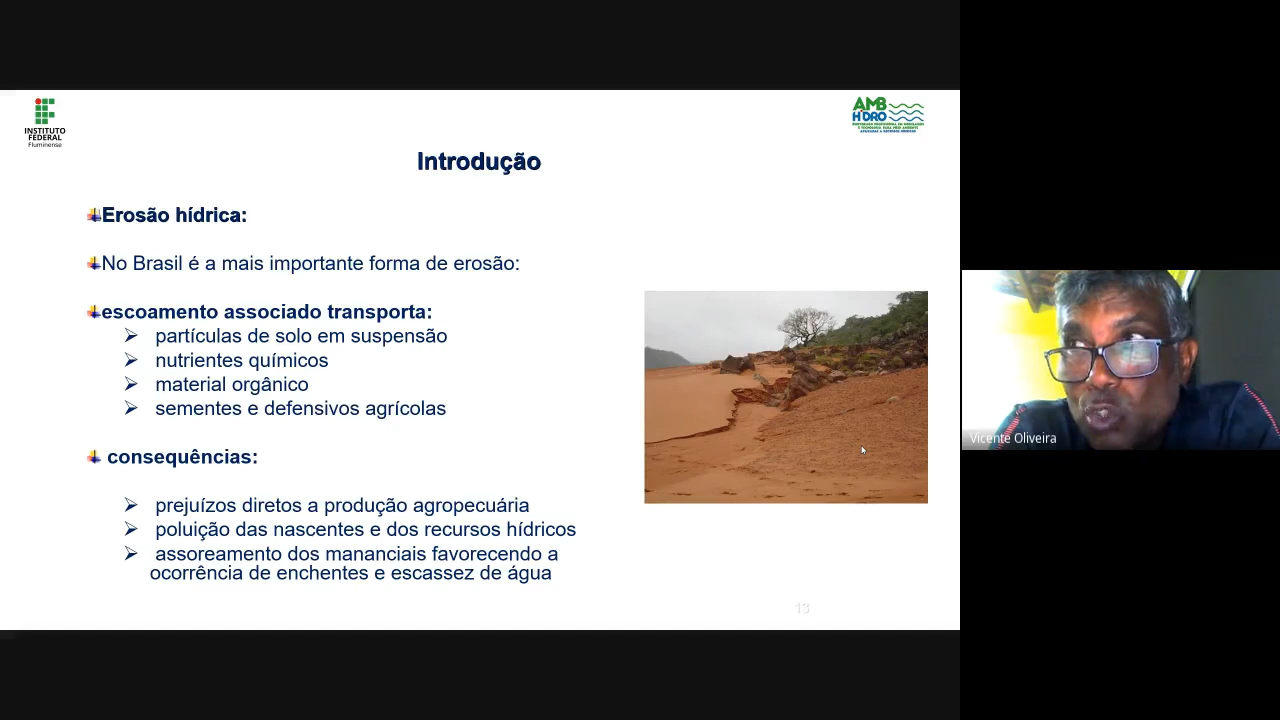 INSTITUTO
FEDERAL
Fluminense
AMB
HIDRO
Introdução
Erosão hídrica:
No Brasil é a mais importante forma de erosão:
escoamento associado transporta:
partículas de solo em suspensão
nutrientes químicos
material orgânico
sementes e defensivos agrícolas
consequências:
prejuízos diretos a produção agropecuária
poluição das nascentes e dos recursos hídricos
assoreamento dos mananciais favorecendo a
ocorrência de enchentes e escassez de água
13
Vicente Oliveira